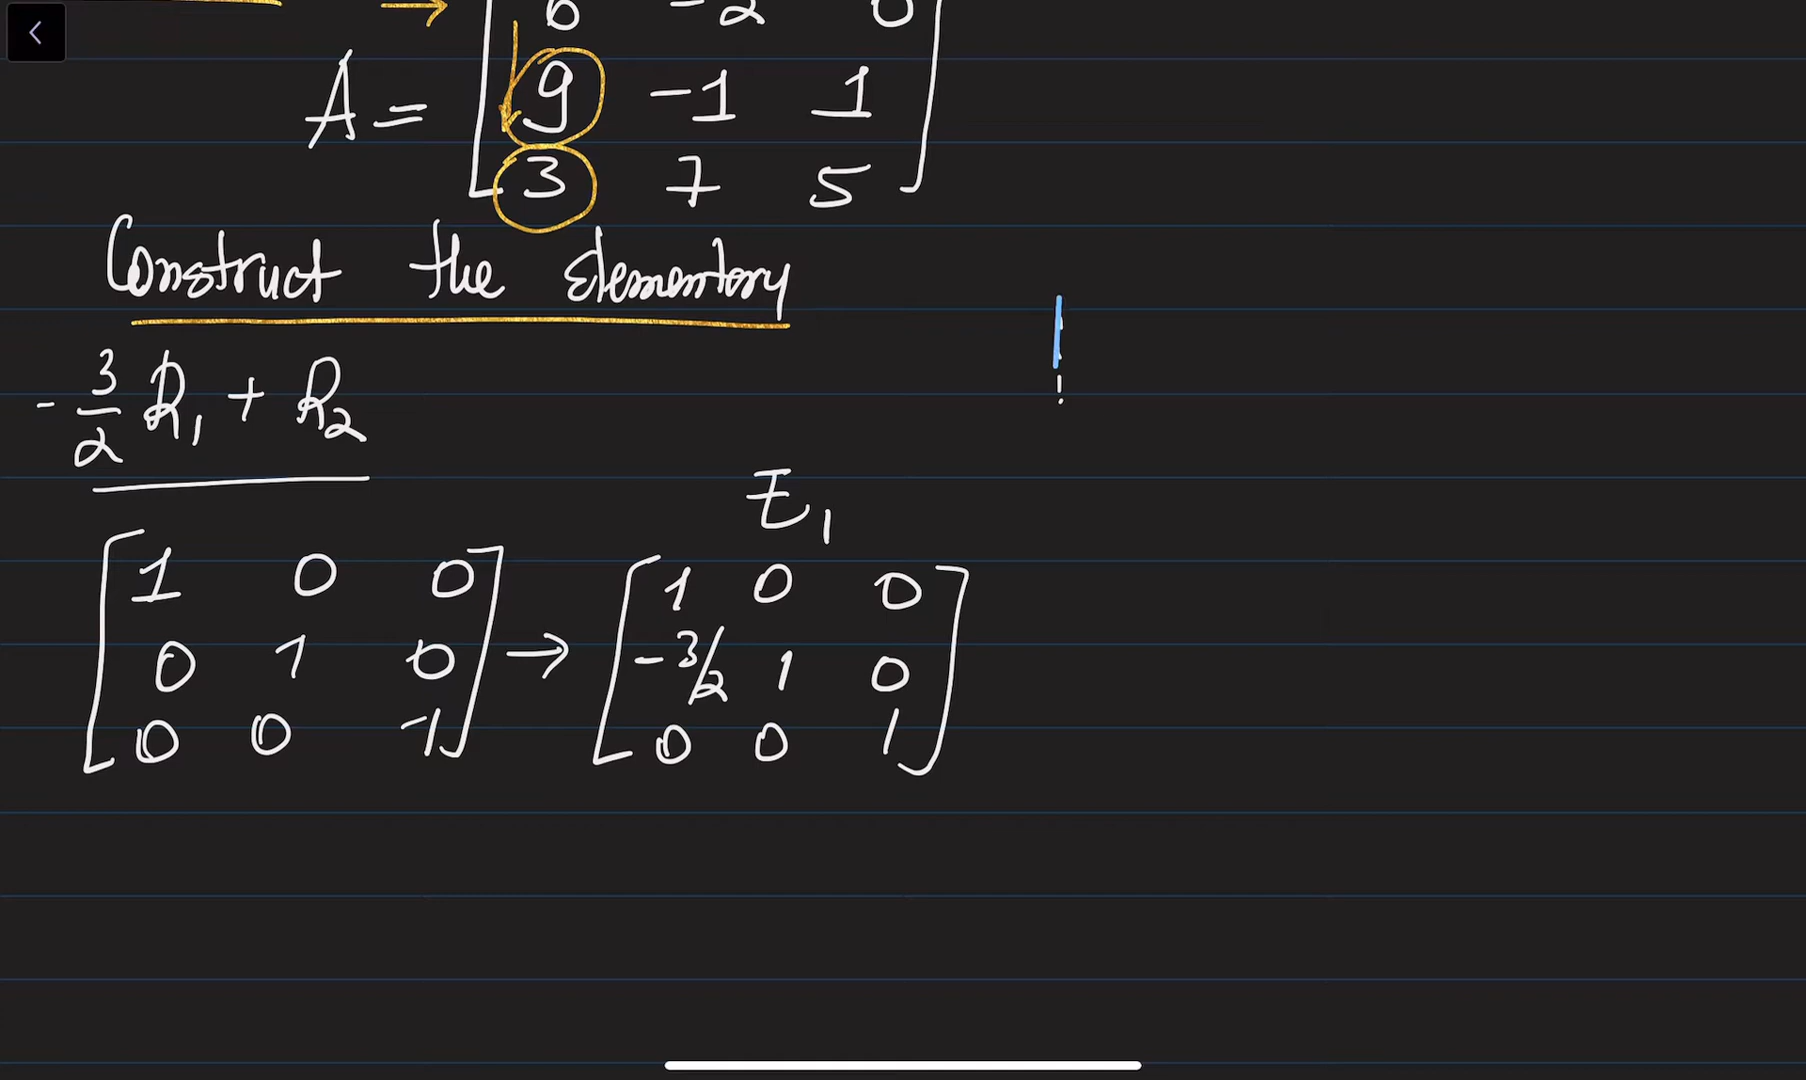 → [ 6 -2 0 ]
A = [ 9 -1 1 ]
[ 3 7 5 ]
Construct the Elementary
- 3/2 R₁ + R₂
E₁
[ 1 0 0 ] [ 1 0 0 ]
[ 0 1 0 ] → [ -3/2 1 0 ]
[ 0 0 1 ] [ 0 0 1 ]